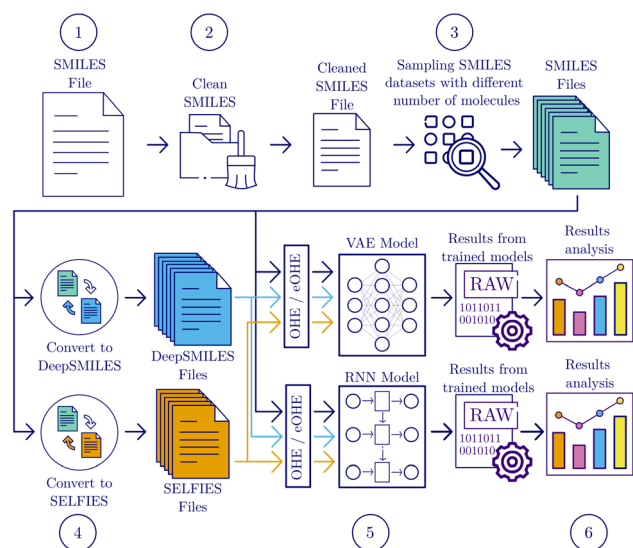 1
2
3
SMILES
File
Clean
SMILES
Cleaned
SMILES
File
Sampling SMILES
datasets with different
number of molecules
SMILES
Files
Convert to
DeepSMILES
DeepSMILES
Files
OHE / eOHE
VAE Model
Results from
trained models
RAW
1011011
001010
Results
analysis
Convert to
SELFIES
SELFIES
Files
OHE / eOHE
RNN Model
Results from
trained models
RAW
1011011
001010
Results
analysis
4
5
6